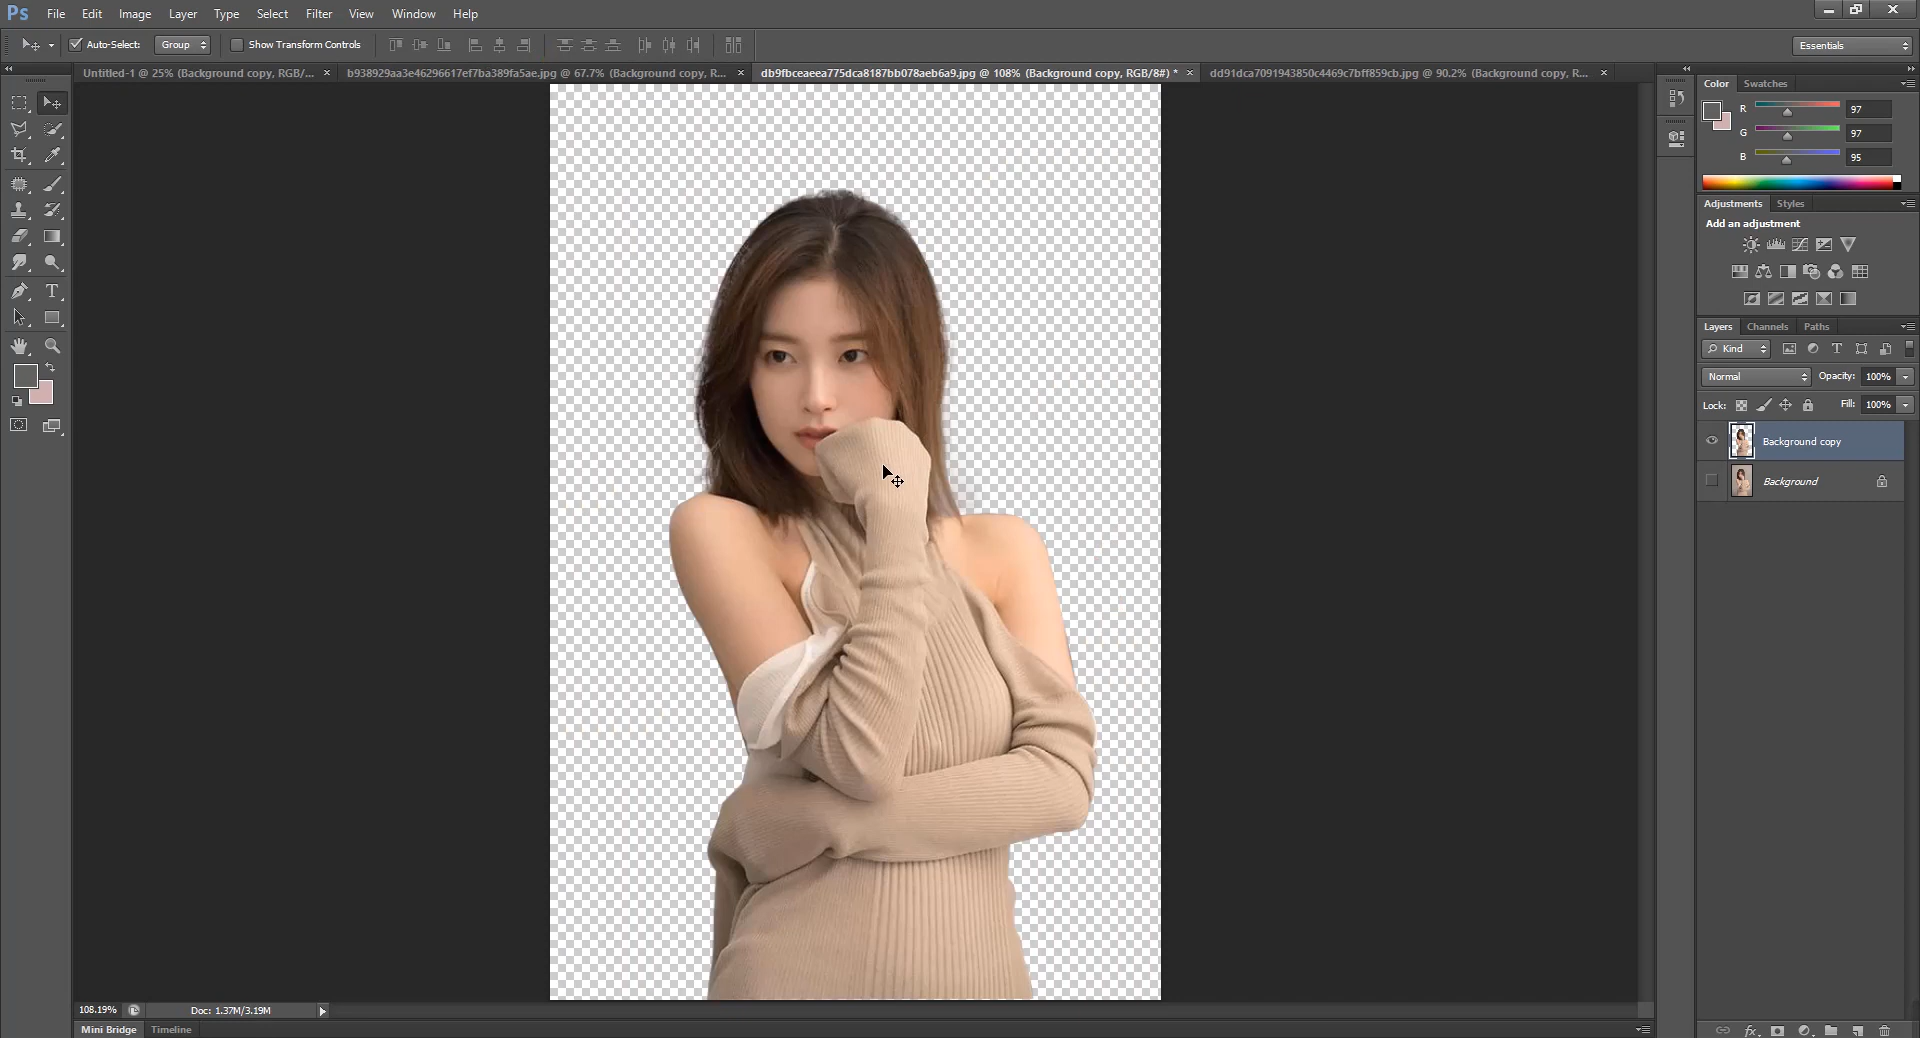 Ps File Edit Image Layer Type Select Filter View Window Help
Auto-Select: Group Show Transform Controls Essentials
Untitled-1 @ 25% (Background copy, RGB/... × b938929aa3e46296617ef7ba389fa5ae.jpg @ 67.7% (Background copy, R... × db9fbceaeea775dca8187bb078aeb6a9.jpg @ 108% (Background copy, RGB/8#) * × dd91dca7091943850c4469c7bff859cb.jpg @ 90.2% (Background copy, R... ×
Color Swatches
R 97
G 97
B 95
Adjustments Styles
Add an adjustment
Layers Channels Paths
Kind
Normal Opacity: 100%
Lock: Fill: 100%
Background copy
Background
108.19% Doc: 1.37M/3.19M
Mini Bridge Timeline